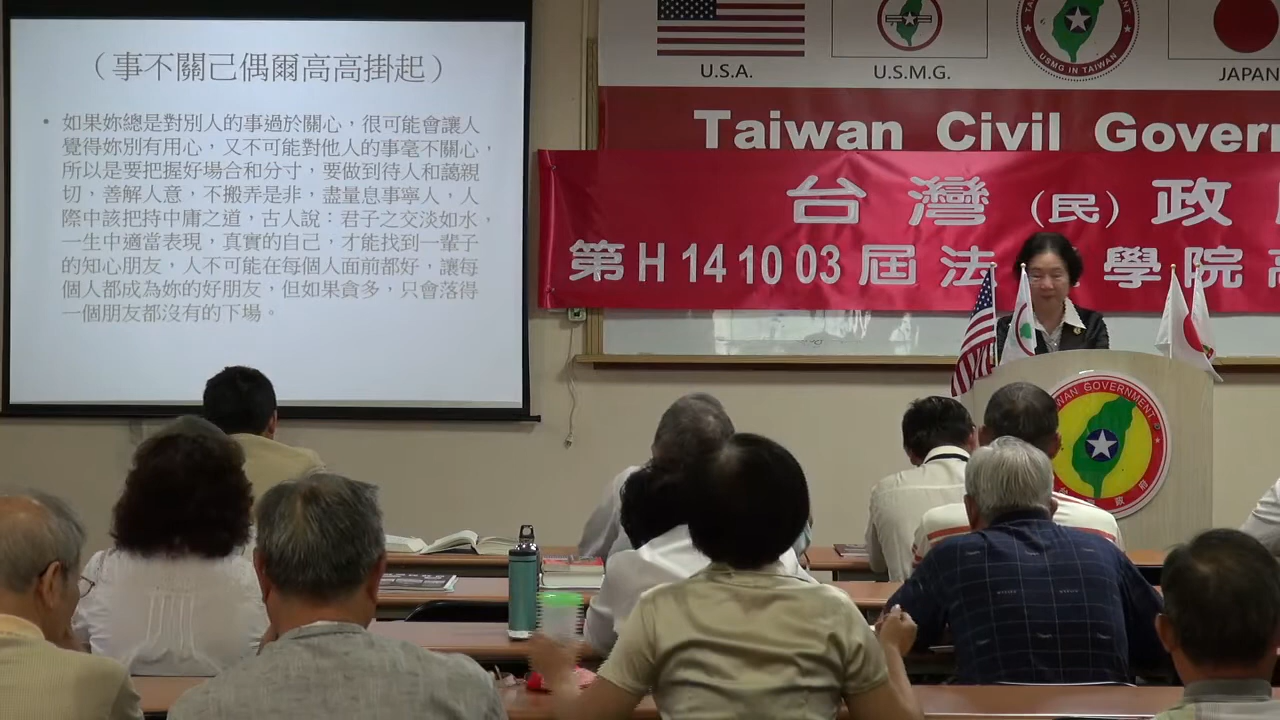 （事不關己偶爾高高掛起）
• 如果妳總是對別人的事過於關心，很可能會讓人
覺得妳別有用心，又不可能對他人的事毫不關心，
所以是要把握好場合和分寸，要做到待人和藹親
切，善解人意，不搬弄是非，盡量息事寧人，人
際中該把持中庸之道，古人說：君子之交淡如水，
一生中適當表現，真實的自己，才能找到一輩子
的知心朋友，人不可能在每個人面前都好，讓每
個人都成為妳的好朋友，但如果貪多，只會落得
一個朋友都沒有的下場。
U.S.A.
U.S.M.G.
USMG IN TAIWAN
JAPAN
Taiwan Civil Govern
台灣（民）政
第H 14 10 03 屆 法 學院
WAN GOVERNMENT
政府